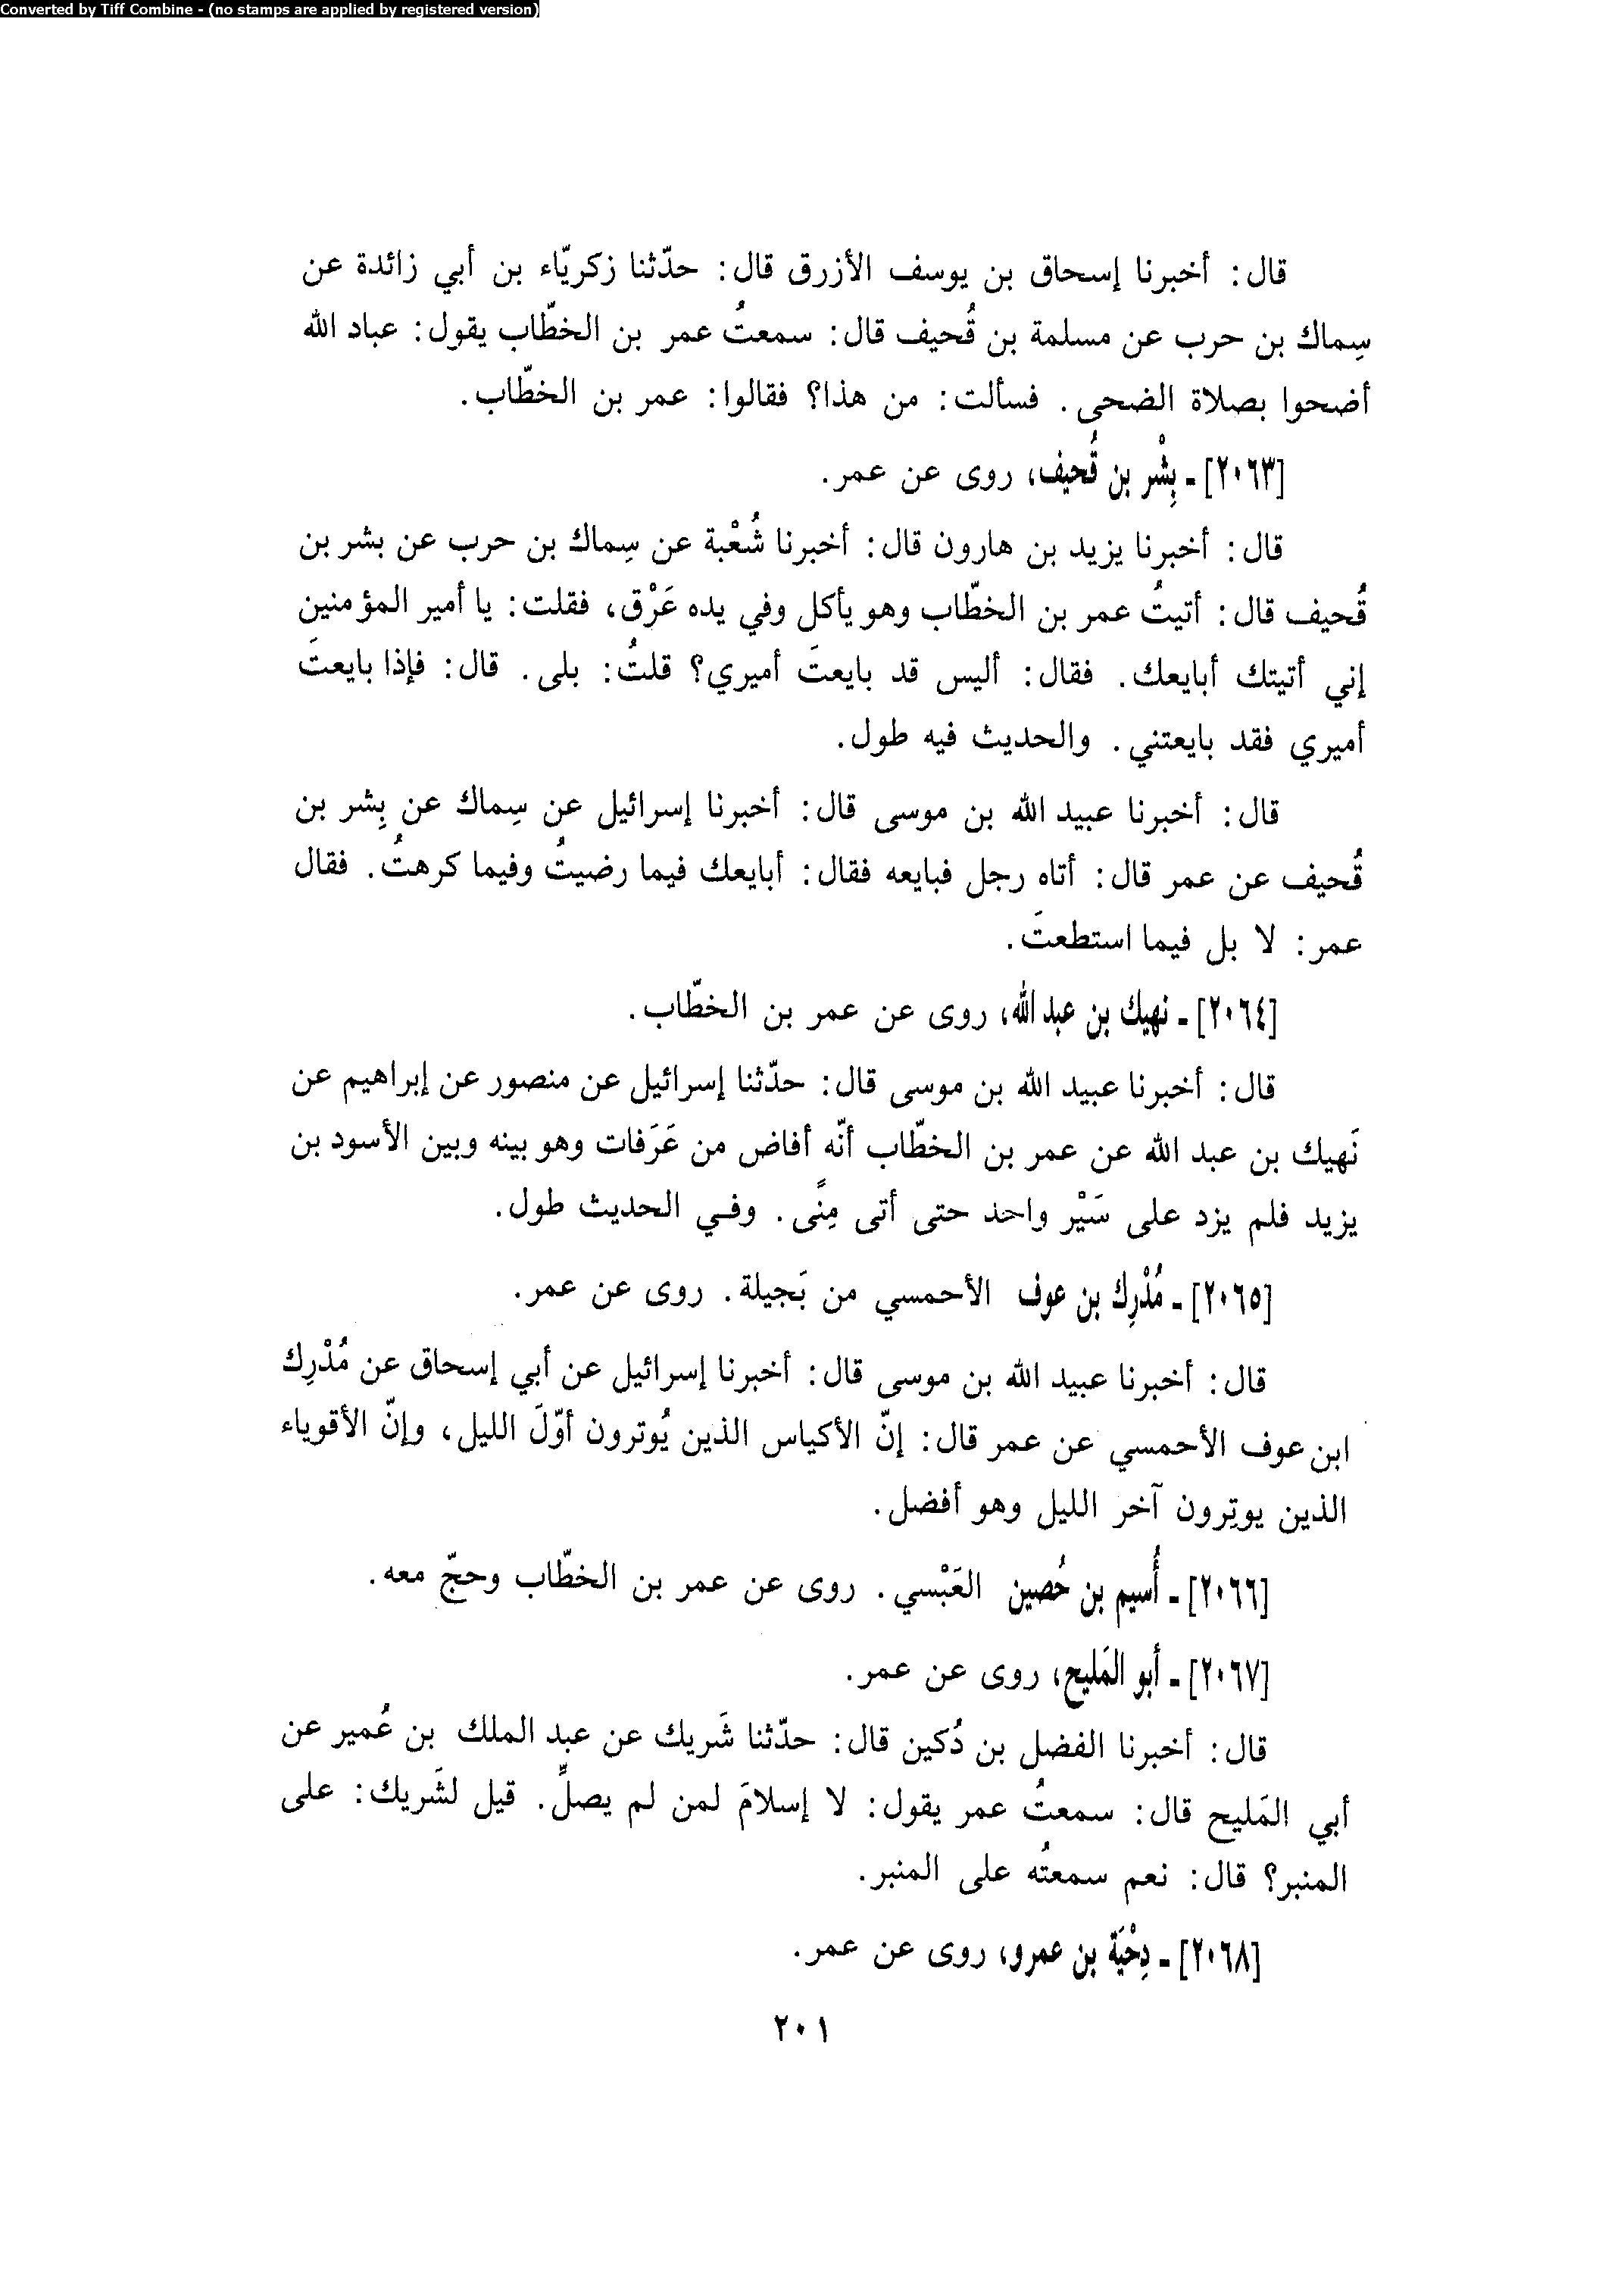 Converted by Tiff Combine - (no stamps are applied by registered version)
قال: أخبرنا إسحاق بن يوسف الأزرق قال: حدّثنا زكريّاء بن أبي زائدة عن
سِماك بن حرب عن مسلمة بن قُحيف قال: سمعتُ عمر بن الخطّاب يقول: عباد الله
أضحوا بصلاة الضحى. فسألت: من هذا؟ فقالوا: عمر بن الخطّاب.
[٢٠٦٣] - بِشْر بن قُحيف، روى عن عمر.
قال: أخبرنا يزيد بن هارون قال: أخبرنا شُعْبة عن سِماك بن حرب عن بشر بن
قُحيف قال: أتيتُ عمر بن الخطّاب وهو يأكل وفي يده عَرْق، فقلت: يا أمير المؤمنين
إني أتيتك أبايعك. فقال: أليس قد بايعتَ أميري؟ قلتُ: بلى. قال: فإذا بايعتَ
أميري فقد بايعتني. والحديث فيه طول.
قال: أخبرنا عبيد الله بن موسى قال: أخبرنا إسرائيل عن سِماك عن بِشر بن
قُحيف عن عمر قال: أتاه رجل فبايعه فقال: أبايعك فيما رضيتُ وفيما كرهتُ. فقال
عمر: لا بل فيما استطعتَ.
[٢٠٦٤] - نهيك بن عبد الله، روى عن عمر بن الخطّاب.
قال: أخبرنا عبيد الله بن موسى قال: حدّثنا إسرائيل عن منصور عن إبراهيم عن
نَهيك بن عبد الله عن عمر بن الخطّاب أنّه أفاض من عَرَفات وهو بينه وبين الأسود بن
يزيد فلم يزد على سَيْر واحد حتى أتى مِنًى. وفي الحديث طول.
[٢٠٦٥] - مُدْرِك بن عوف الأحمسي من بَجيلة. روى عن عمر.
قال: أخبرنا عبيد الله بن موسى قال: أخبرنا إسرائيل عن أبي إسحاق عن مُدْرِك
ابن عوف الأحمسي عن عمر قال: إنّ الأكياس الذين يُوترون أوّلَ الليل، وإنّ الأقوياء
الذين يوتِرون آخر الليل وهو أفضل.
[٢٠٦٦] - أُسيم بن حُصين العَبْسي. روى عن عمر بن الخطّاب وحجّ معه.
[٢٠٦٧] - أبو المَليح، روى عن عمر.
قال: أخبرنا الفضل بن دُكين قال: حدّثنا شَريك عن عبد الملك بن عُمير عن
أبي المَليح قال: سمعتُ عمر يقول: لا إسلامَ لمن لم يصلِّ. قيل لشَريك: على
المنبر؟ قال: نعم سمعتُه على المنبر.
[٢٠٦٨] - دِحْيَة بن عمرو، روى عن عمر.
٢٠١